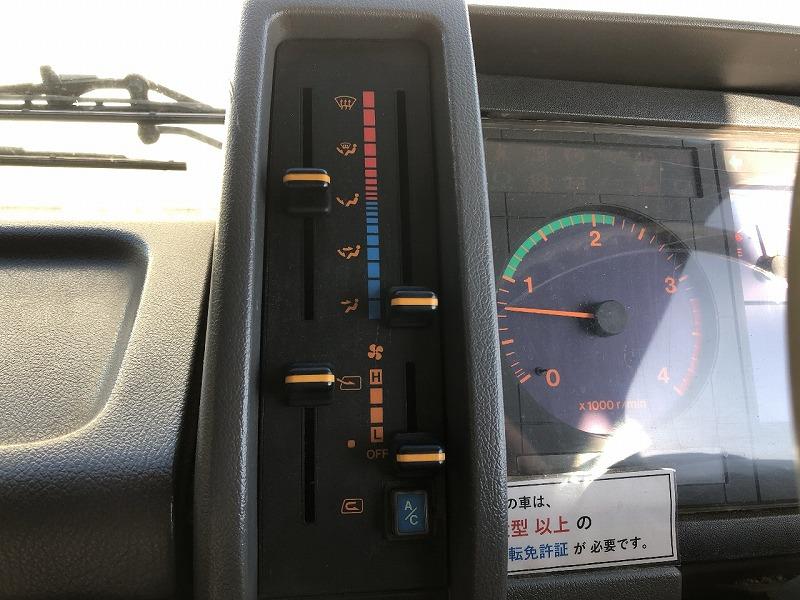 H
L
OFF
A/C
0
1
2
3
4
x 1000 r/min
の車は、
型 以上 の
転免許証 が 必要です。